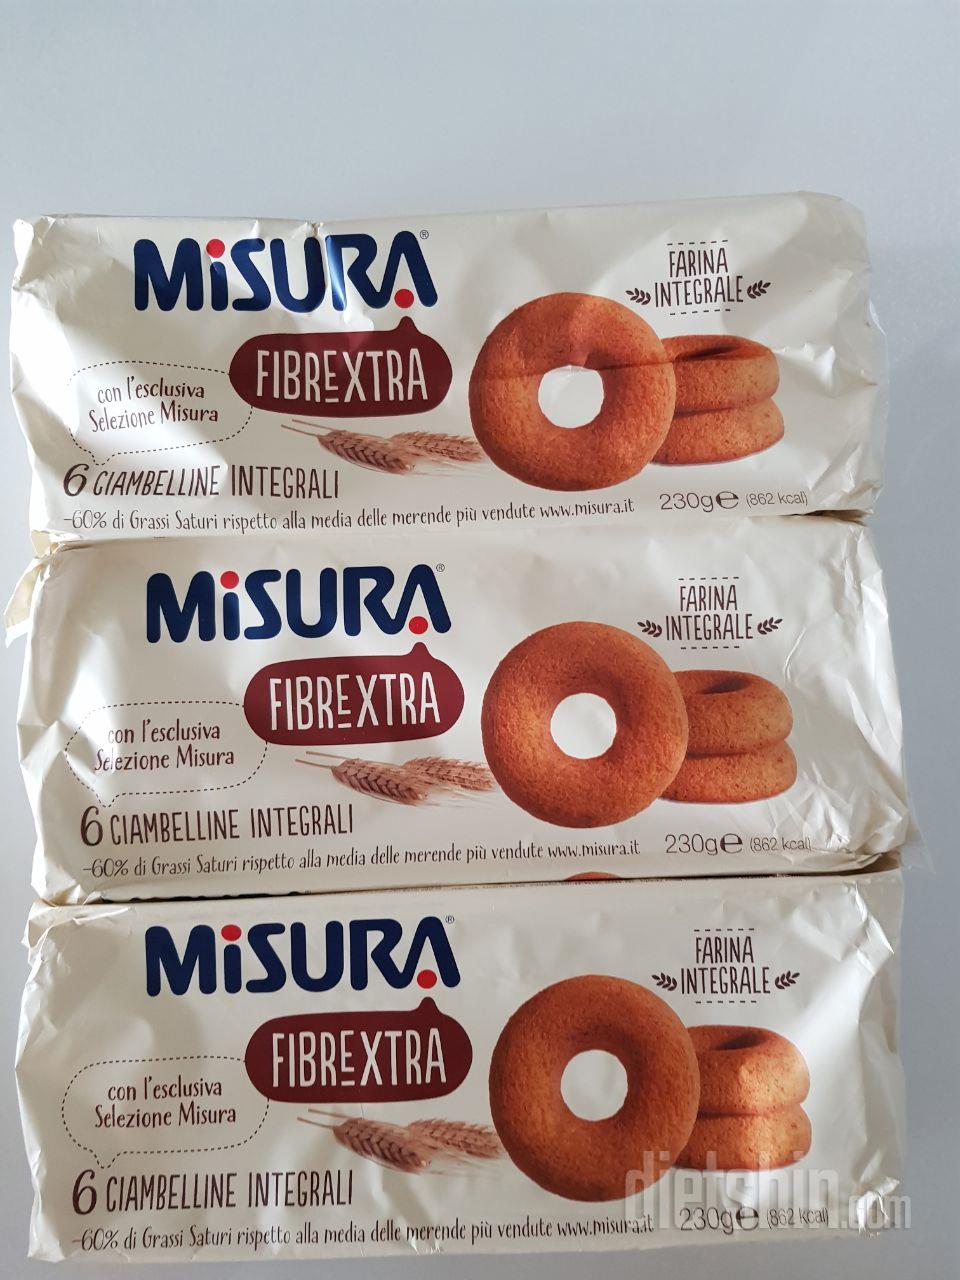 MiSURA®
FIBREXTRA
FARINA
INTEGRALE
con l'esclusiva
Selezione Misura
6 CIAMBELLINE INTEGRALI
-60% di Grassi Saturi rispetto alla media delle merende più vendute www.misura.it 230g℮ (862 kcal)
MiSURA®
FIBREXTRA
FARINA
INTEGRALE
con l'esclusiva
Selezione Misura
6 CIAMBELLINE INTEGRALI
-60% di Grassi Saturi rispetto alla media delle merende più vendute www.misura.it 230g℮ (862 kcal)
MiSURA®
FIBREXTRA
FARINA
INTEGRALE
con l'esclusiva
Selezione Misura
6 CIAMBELLINE INTEGRALI
-60% di Grassi Saturi rispetto alla media delle merende più vendute www.misura.it 230g℮ (862 kcal)
dietshin.com